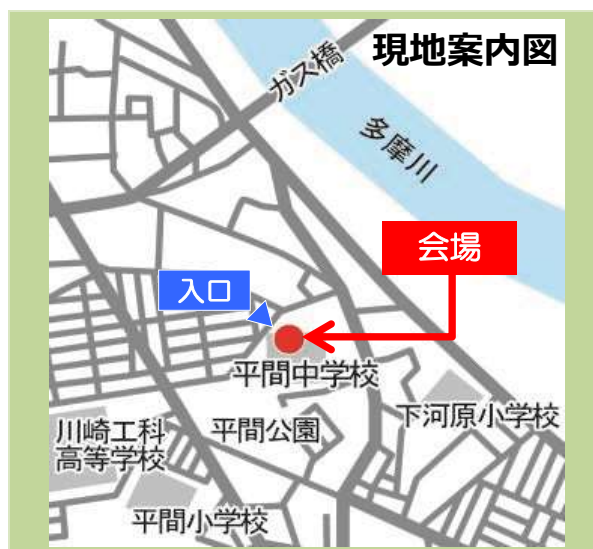 現地案内図
ガス橋
多摩川
会場
入口
平間中学校
下河原小学校
川崎工科
高等学校
平間公園
平間小学校